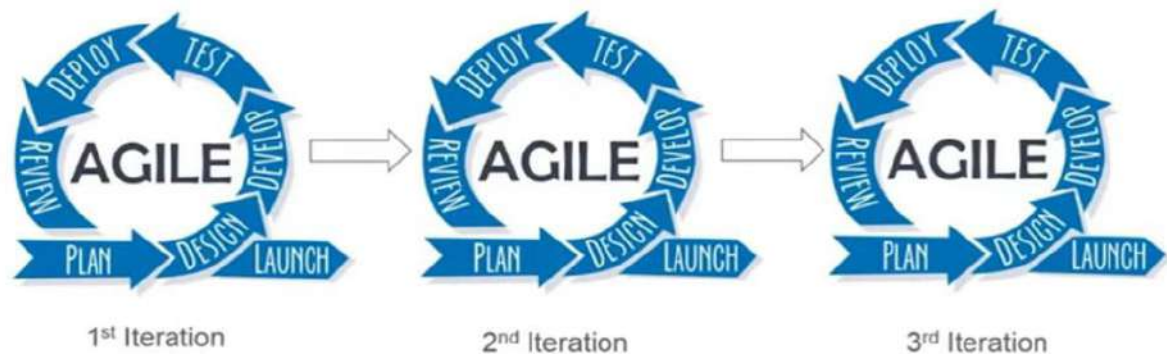 DEPLOY
TEST
REVIEW
AGILE
DEVELOP
PLAN
DESIGN
LAUNCH
1st Iteration
DEPLOY
TEST
REVIEW
AGILE
DEVELOP
PLAN
DESIGN
LAUNCH
2nd Iteration
DEPLOY
TEST
REVIEW
AGILE
DEVELOP
PLAN
DESIGN
LAUNCH
3rd Iteration